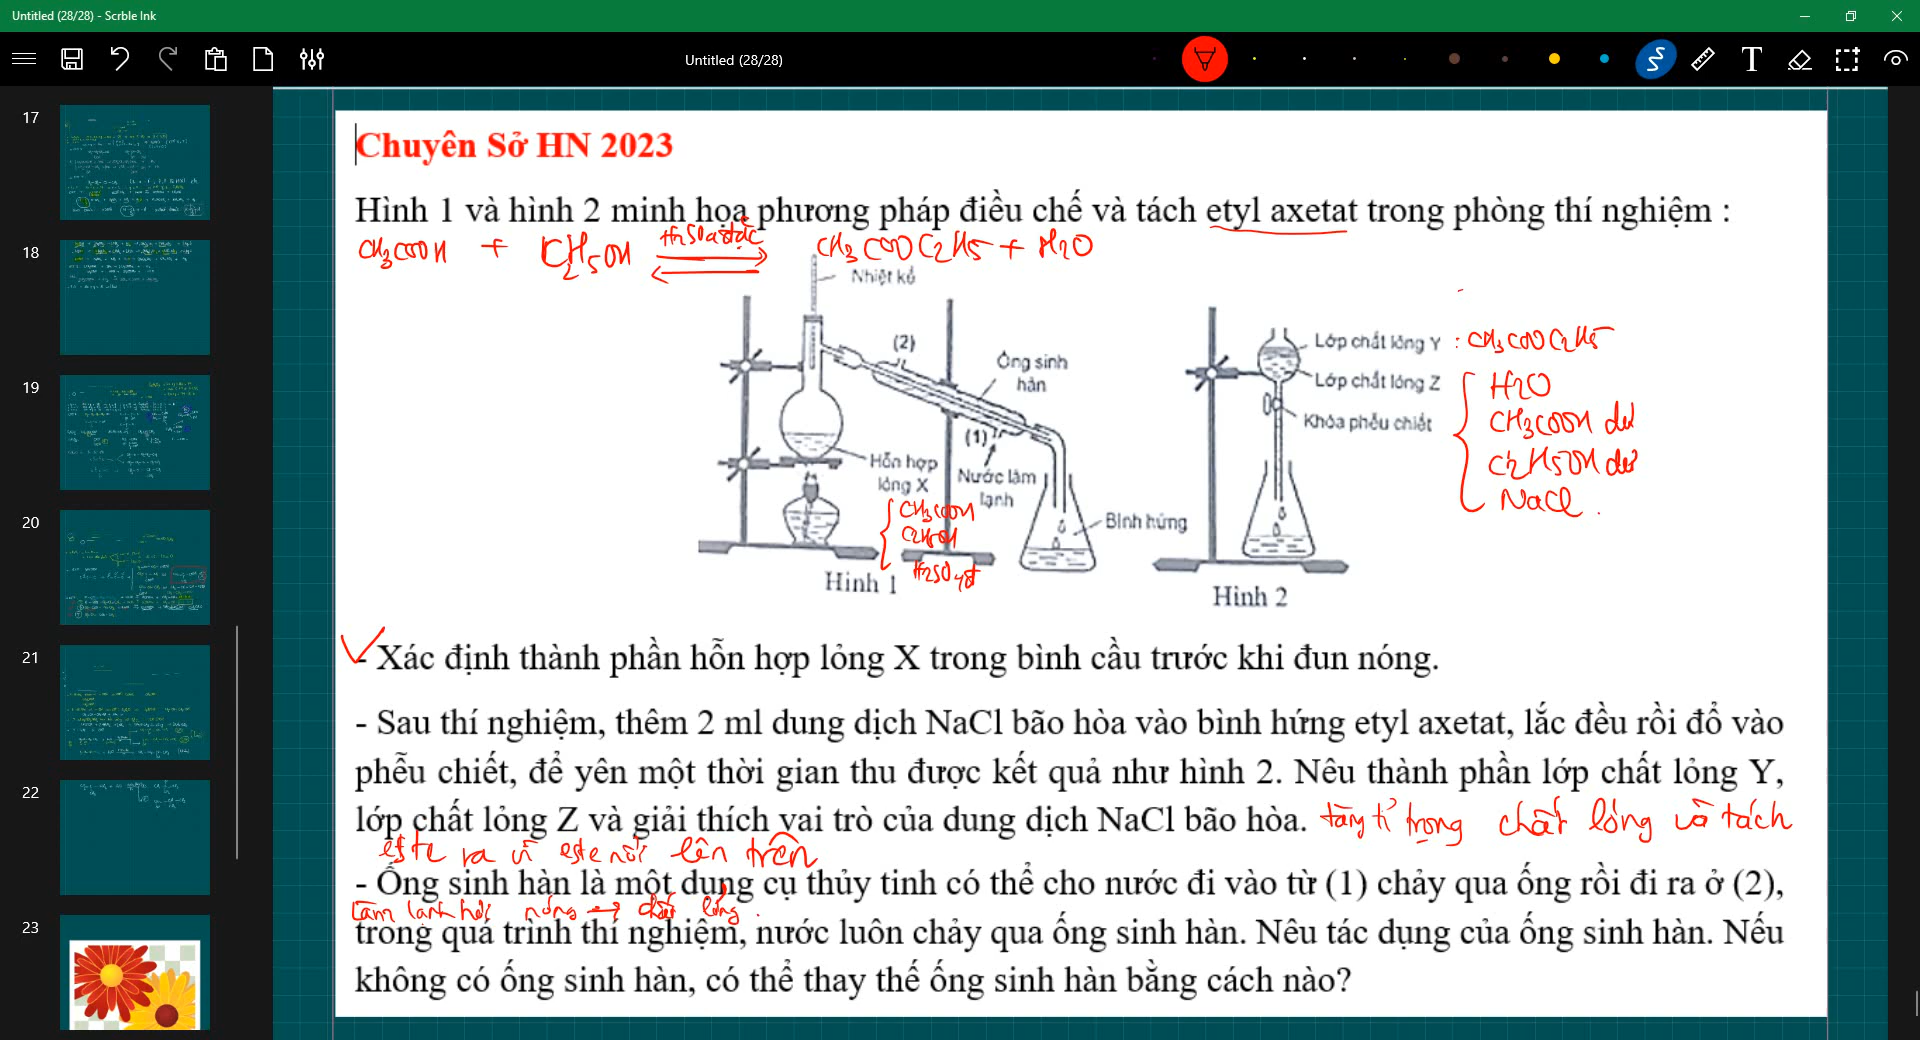 Untitled (28/28) - Scrble Ink
Untitled (28/28)
17
18
19
20
21
22
23
Chuyên Sở HN 2023
Hình 1 và hình 2 minh họa phương pháp điều chế và tách etyl axetat trong phòng thí nghiệm :
CH3COOH + C2H5OH H2SO4 đặc CH3COOC2H5 + H2O
Nhiệt kế
(2)
Ống sinh hàn
(1)
Hỗn hợp lỏng X
Nước làm lạnh
CH3COOH
C2H5OH
H2SO4 đ
Bình hứng
Hình 1
Lớp chất lỏng Y : CH3COOC2H5
Lớp chất lỏng Z
Khóa phễu chiết
H2O
CH3COOH dư
C2H5OH dư
NaCl.
Hình 2
- Xác định thành phần hỗn hợp lỏng X trong bình cầu trước khi đun nóng.
- Sau thí nghiệm, thêm 2 ml dung dịch NaCl bão hòa vào bình hứng etyl axetat, lắc đều rồi đổ vào
phễu chiết, để yên một thời gian thu được kết quả như hình 2. Nêu thành phần lớp chất lỏng Y,
lớp chất lỏng Z và giải thích vai trò của dung dịch NaCl bão hòa. tăng tỉ trọng chất lỏng và tách
este ra vì este nổi lên trên
- Ống sinh hàn là một dụng cụ thủy tinh có thể cho nước đi vào từ (1) chảy qua ống rồi đi ra ở (2),
làm lạnh hơi nóng → chất lỏng.
trong quá trình thí nghiệm, nước luôn chảy qua ống sinh hàn. Nêu tác dụng của ống sinh hàn. Nếu
không có ống sinh hàn, có thể thay thế ống sinh hàn bằng cách nào?